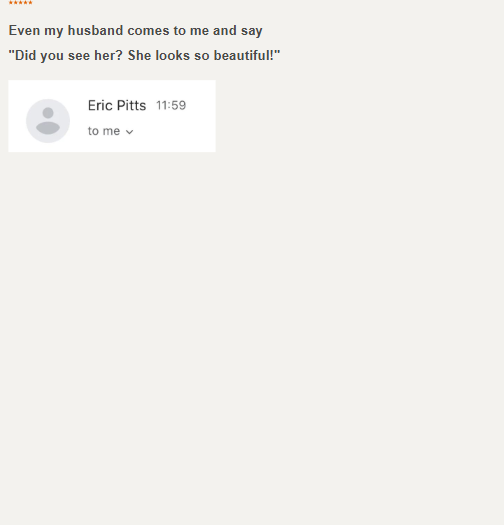 *****
Even my husband comes to me and say
"Did you see her? She looks so beautiful!"
Eric Pitts 11:59
to me